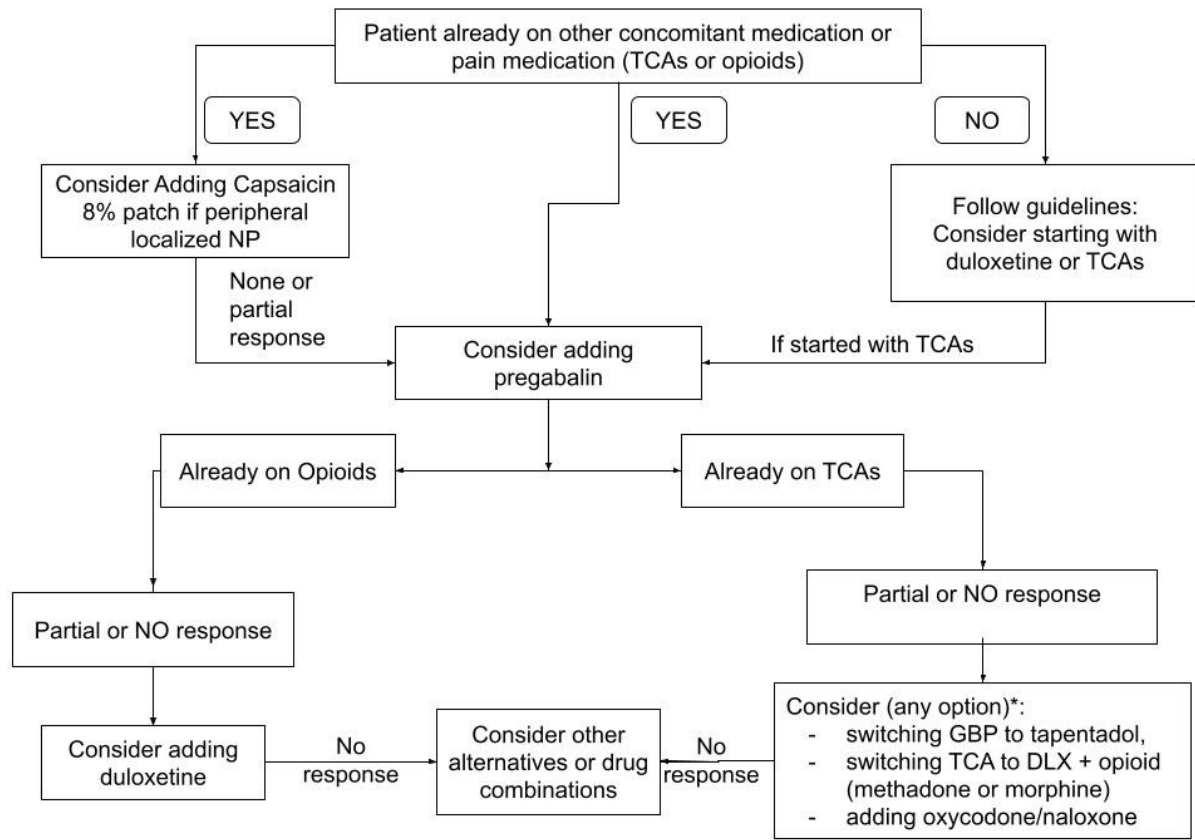 Patient already on other concomitant medication or
pain medication (TCAs or opioids)
YES
YES
NO
Consider Adding Capsaicin
8% patch if peripheral
localized NP
Follow guidelines:
Consider starting with
duloxetine or TCAs
None or
partial
response
Consider adding
pregabalin
If started with TCAs
Already on Opioids
Already on TCAs
Partial or NO response
Partial or NO response
Consider adding
duloxetine
No
response
Consider other
alternatives or drug
combinations
No
response
Consider (any option)*:
- switching GBP to tapentadol,
- switching TCA to DLX + opioid
(methadone or morphine)
- adding oxycodone/naloxone